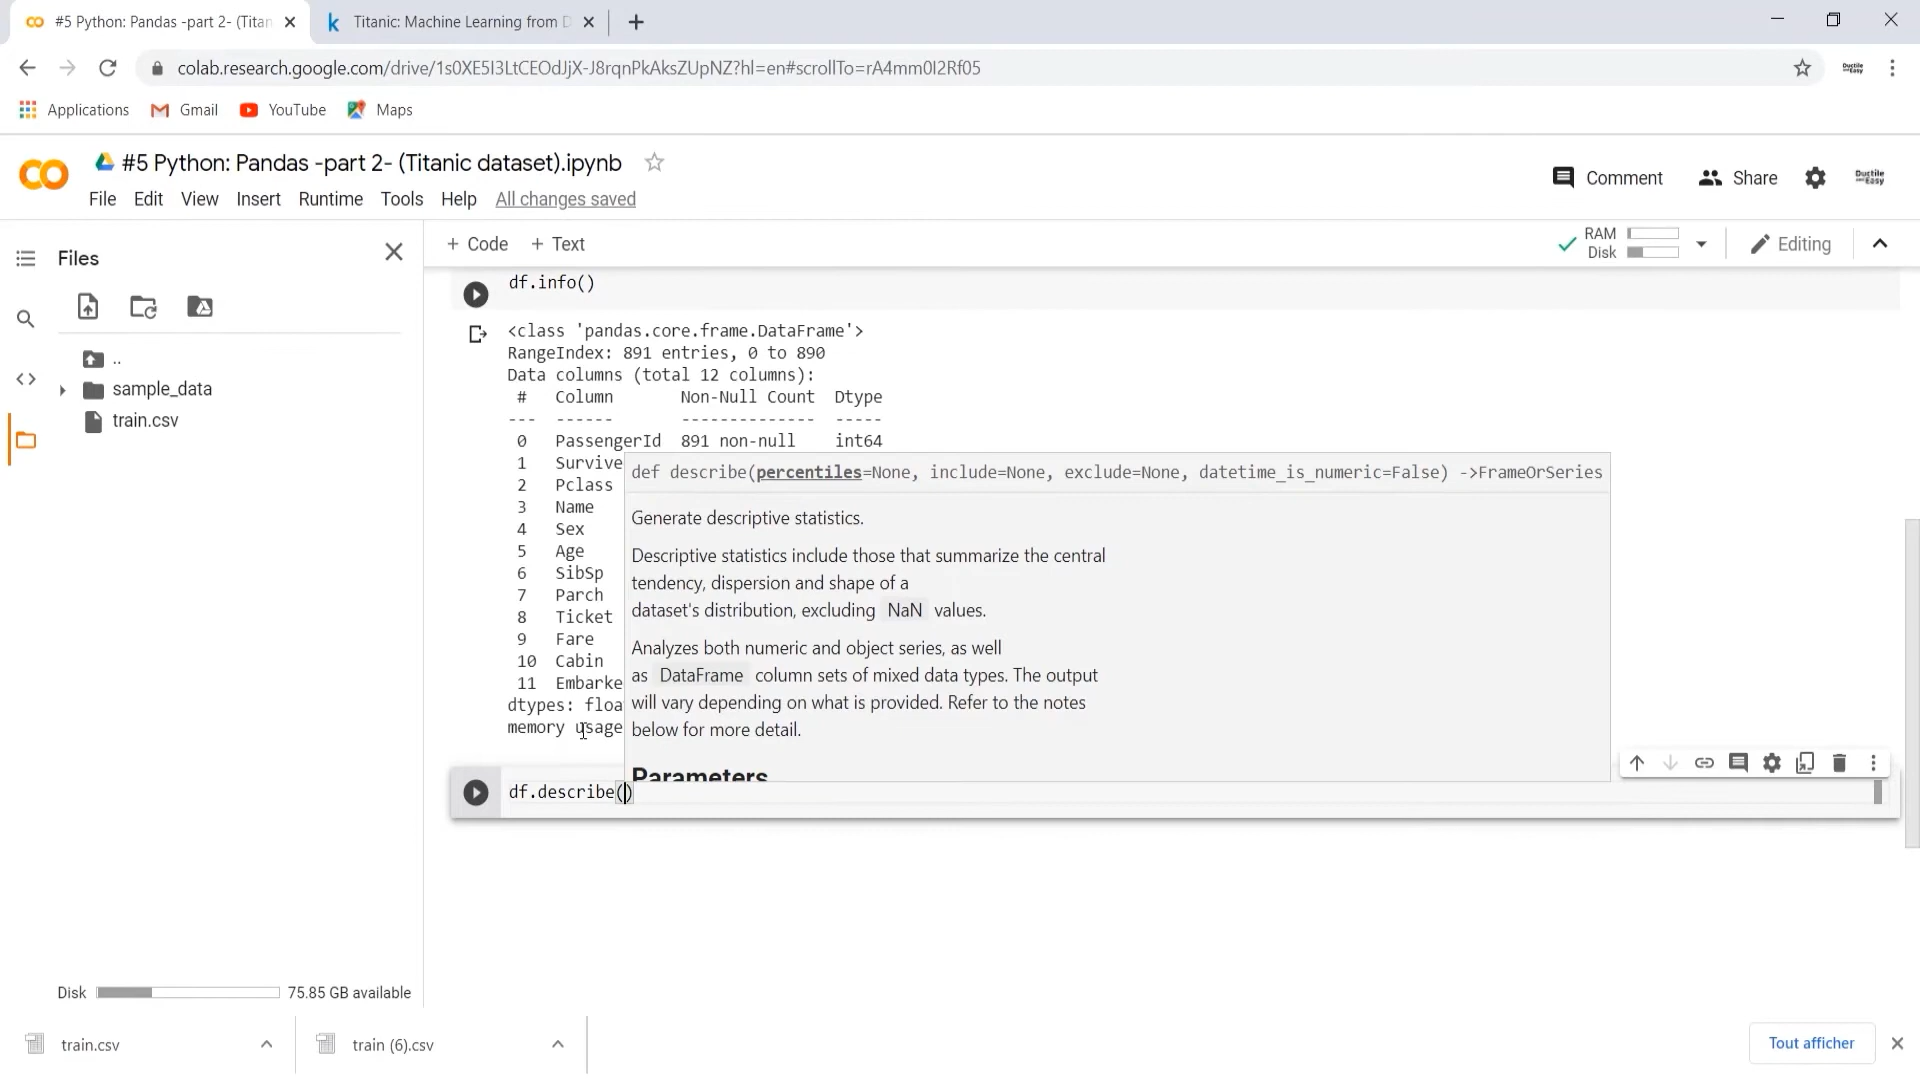 #5 Python: Pandas -part 2- (Titan
Titanic: Machine Learning from D
colab.research.google.com/drive/1s0XE5I3LtCEOdJjX-J8rqnPkAksZUpNZ?hl=en#scrollTo=rA4mm0I2Rf05
Ductile and Easy
Applications Gmail YouTube Maps
#5 Python: Pandas -part 2- (Titanic dataset).ipynb
Comment Share Ductile and Easy
File Edit View Insert Runtime Tools Help All changes saved
Files
+ Code + Text
RAM
Disk
Editing
..
sample_data
train.csv
df.info()
<class 'pandas.core.frame.DataFrame'>
RangeIndex: 891 entries, 0 to 890
Data columns (total 12 columns):
# Column Non-Null Count Dtype
--- ------ -------------- -----
0 PassengerId 891 non-null int64
1 Survive
2 Pclass
3 Name
4 Sex
5 Age
6 SibSp
7 Parch
8 Ticket
9 Fare
10 Cabin
11 Embarke
dtypes: floa
memory usage
def describe(percentiles=None, include=None, exclude=None, datetime_is_numeric=False) ->FrameOrSeries
Generate descriptive statistics.
Descriptive statistics include those that summarize the central
tendency, dispersion and shape of a
dataset's distribution, excluding NaN values.
Analyzes both numeric and object series, as well
as DataFrame column sets of mixed data types. The output
will vary depending on what is provided. Refer to the notes
below for more detail.
Parameters
df.describe()
Disk 75.85 GB available
train.csv
train (6).csv
Tout afficher